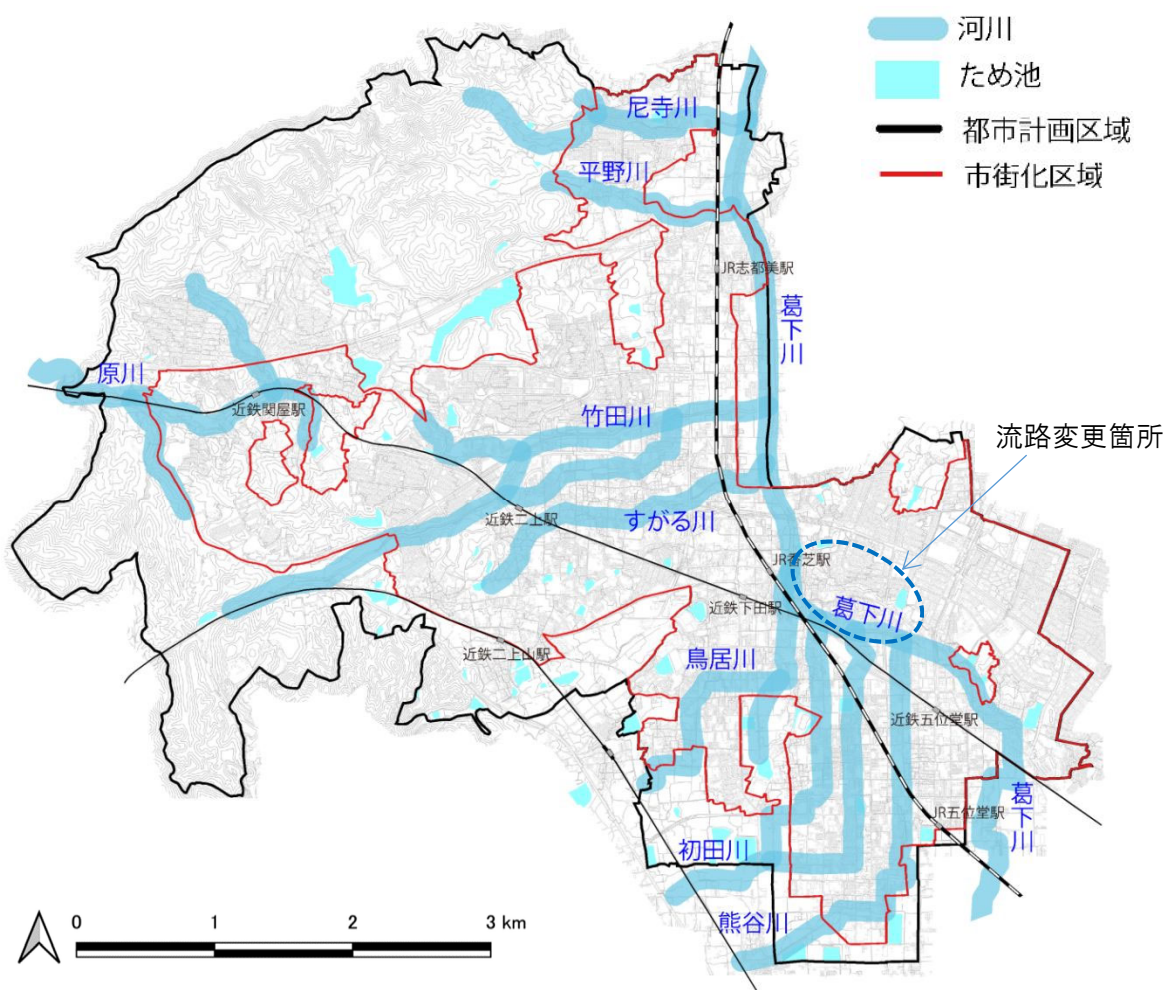 河川
ため池
都市計画区域
市街化区域
尼寺川
平野川
JR志都美駅
葛下川
原川
近鉄関屋駅
竹田川
流路変更箇所
近鉄二上駅
すがる川
JR香芝駅
近鉄下田駅
葛下川
近鉄二上山駅
鳥居川
近鉄五位堂駅
葛下川
JR五位堂駅
初田川
熊谷川
0 1 2 3 km